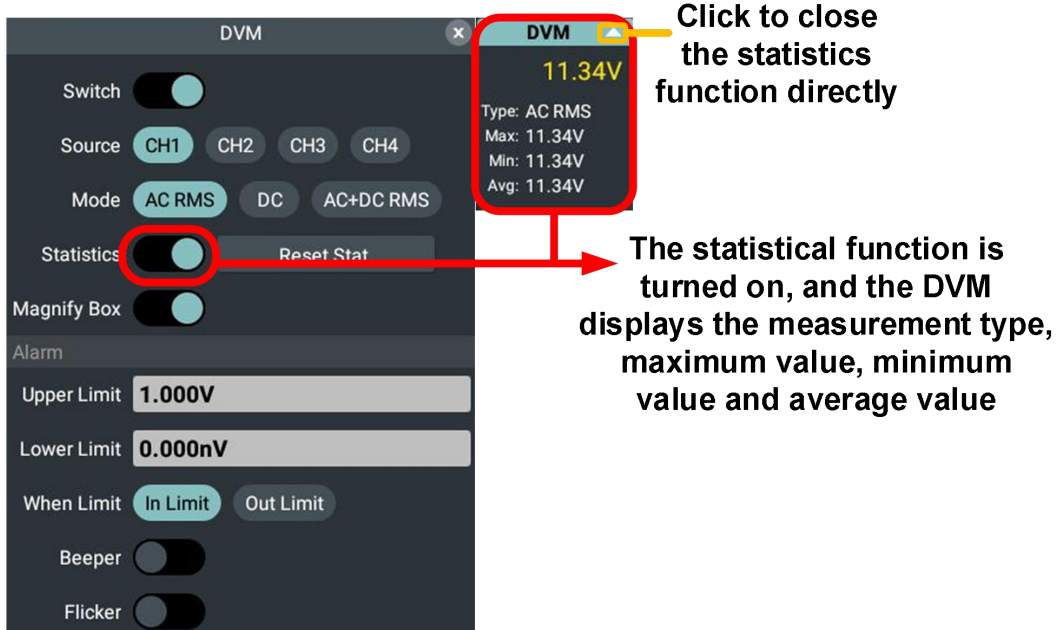 DVM
x
Switch
Source CH1 CH2 CH3 CH4
Mode AC RMS DC AC+DC RMS
Statistics Reset Stat
Magnify Box
Alarm
Upper Limit 1.000V
Lower Limit 0.000nV
When Limit In Limit Out Limit
Beeper
Flicker
DVM
11.34V
Type: AC RMS
Max: 11.34V
Min: 11.34V
Avg: 11.34V
Click to close
the statistics
function directly
The statistical function is
turned on, and the DVM
displays the measurement type,
maximum value, minimum
value and average value